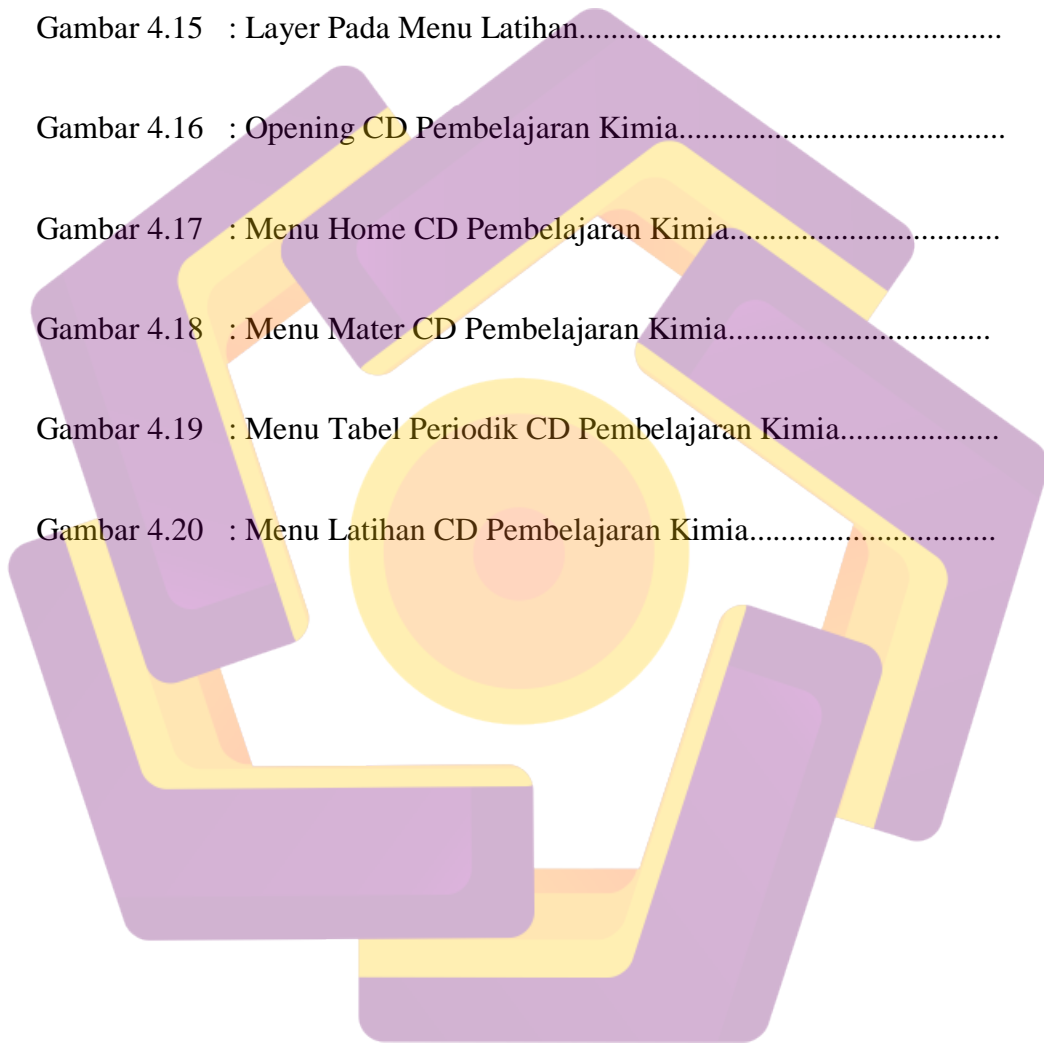 Gambar 4.15 : Layer Pada Menu Latihan.....................................................
Gambar 4.16 : Opening CD Pembelajaran Kimia.........................................
Gambar 4.17 : Menu Home CD Pembelajaran Kimia..................................
Gambar 4.18 : Menu Mater CD Pembelajaran Kimia.................................
Gambar 4.19 : Menu Tabel Periodik CD Pembelajaran Kimia....................
Gambar 4.20 : Menu Latihan CD Pembelajaran Kimia...............................